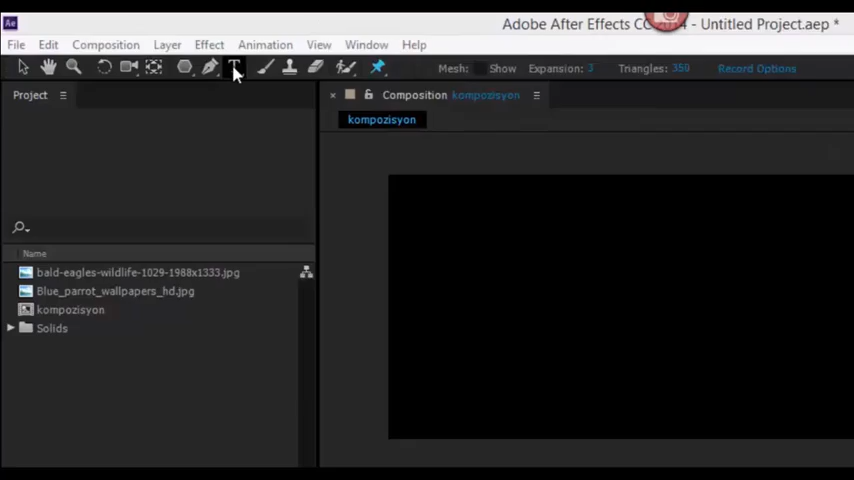 Ae
Adobe After Effects CC 2014 - Untitled Project.aep *
File Edit Composition Layer Effect Animation View Window Help
Mesh: Show Expansion: 3 Triangles: 350 Record Options
Project
Composition kompozisyon
kompozisyon
Name
bald-eagles-wildlife-1029-1988x1333.jpg
Blue_parrot_wallpapers_hd.jpg
kompozisyon
Solids